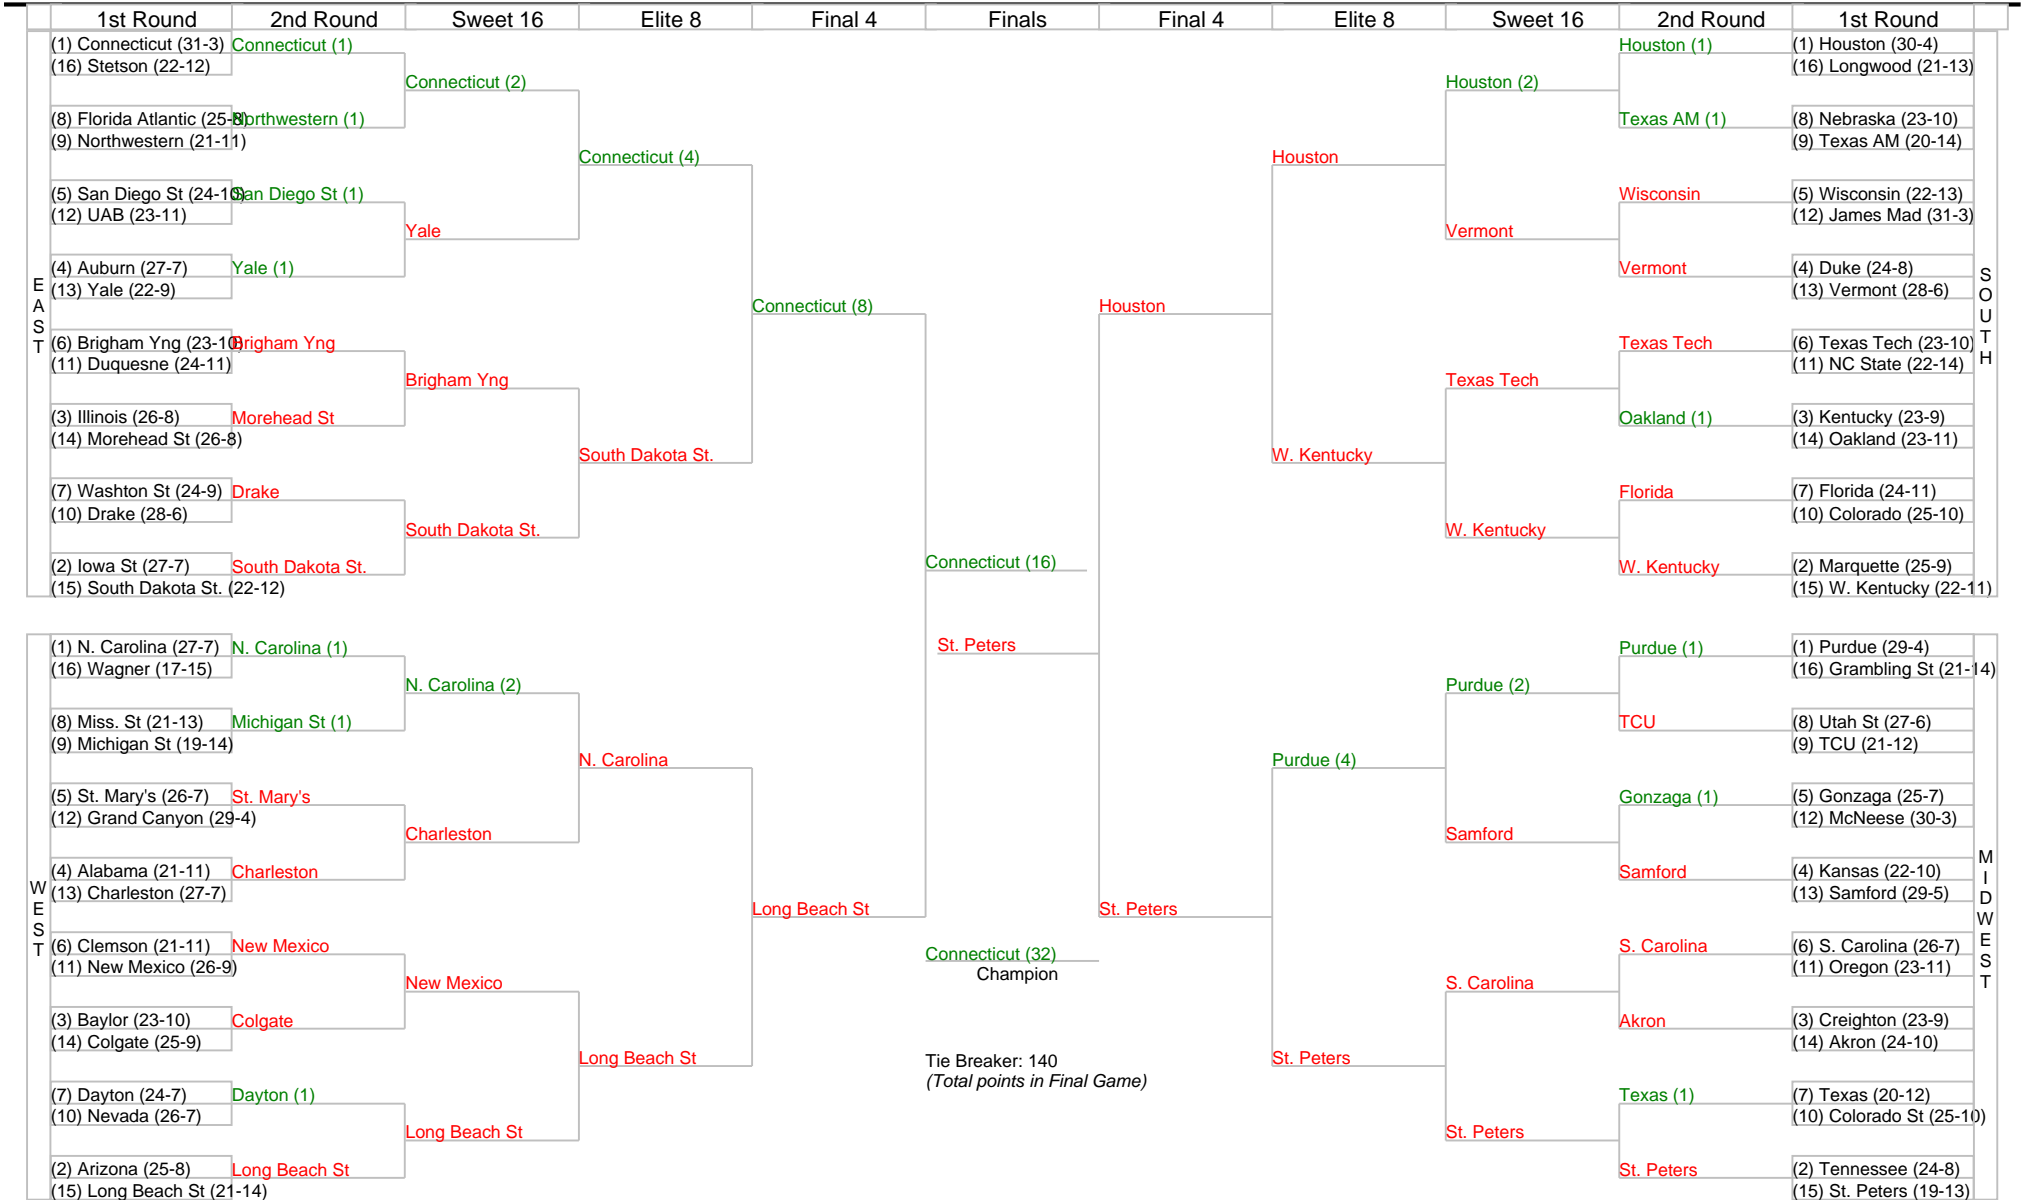 1st Round 2nd Round Sweet 16 Elite 8 Final 4 Finals Final 4 Elite 8 Sweet 16 2nd Round 1st Round
EAST
(1) Connecticut (31-3)
(16) Stetson (22-12)
(8) Florida Atlantic (25-8)
(9) Northwestern (21-11)
(5) San Diego St (24-10)
(12) UAB (23-11)
(4) Auburn (27-7)
(13) Yale (22-9)
(6) Brigham Yng (23-10)
(11) Duquesne (24-11)
(3) Illinois (26-8)
(14) Morehead St (26-8)
(7) Washton St (24-9)
(10) Drake (28-6)
(2) Iowa St (27-7)
(15) South Dakota St. (22-12)
Connecticut (1)
Northwestern (1)
San Diego St (1)
Yale (1)
Brigham Yng
Morehead St
Drake
South Dakota St.
Connecticut (2)
Yale
Brigham Yng
South Dakota St.
Connecticut (4)
South Dakota St.
Connecticut (8)
WEST
(1) N. Carolina (27-7)
(16) Wagner (17-15)
(8) Miss. St (21-13)
(9) Michigan St (19-14)
(5) St. Mary's (26-7)
(12) Grand Canyon (29-4)
(4) Alabama (21-11)
(13) Charleston (27-7)
(6) Clemson (21-11)
(11) New Mexico (26-9)
(3) Baylor (23-10)
(14) Colgate (25-9)
(7) Dayton (24-7)
(10) Nevada (26-7)
(2) Arizona (25-8)
(15) Long Beach St (21-14)
N. Carolina (1)
Michigan St (1)
St. Mary's
Charleston
New Mexico
Colgate
Dayton (1)
Long Beach St
N. Carolina (2)
Charleston
New Mexico
Long Beach St
N. Carolina
Long Beach St
Long Beach St
Connecticut (16)
St. Peters
Connecticut (32)
Champion
Tie Breaker: 140
(Total points in Final Game)
Houston
Houston
W. Kentucky
Houston (2)
Vermont
Texas Tech
W. Kentucky
Houston (1)
Texas AM (1)
Wisconsin
Vermont
Texas Tech
Oakland (1)
Florida
W. Kentucky
(1) Houston (30-4)
(16) Longwood (21-13)
(8) Nebraska (23-10)
(9) Texas AM (20-14)
(5) Wisconsin (22-13)
(12) James Mad (31-3)
(4) Duke (24-8)
(13) Vermont (28-6)
(6) Texas Tech (23-10)
(11) NC State (22-14)
(3) Kentucky (23-9)
(14) Oakland (23-11)
(7) Florida (24-11)
(10) Colorado (25-10)
(2) Marquette (25-9)
(15) W. Kentucky (22-11)
SOUTH
St. Peters
Purdue (4)
St. Peters
Purdue (2)
Samford
S. Carolina
St. Peters
Purdue (1)
TCU
Gonzaga (1)
Samford
S. Carolina
Akron
Texas (1)
St. Peters
(1) Purdue (29-4)
(16) Grambling St (21-14)
(8) Utah St (27-6)
(9) TCU (21-12)
(5) Gonzaga (25-7)
(12) McNeese (30-3)
(4) Kansas (22-10)
(13) Samford (29-5)
(6) S. Carolina (26-7)
(11) Oregon (23-11)
(3) Creighton (23-9)
(14) Akron (24-10)
(7) Texas (20-12)
(10) Colorado St (25-10)
(2) Tennessee (24-8)
(15) St. Peters (19-13)
MIDWEST